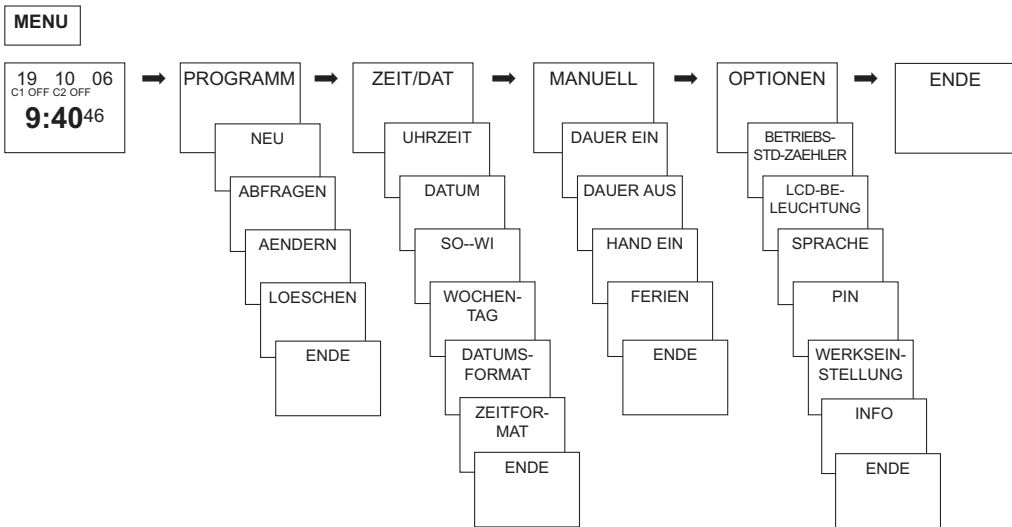 MENU
19 10 06
C1 OFF C2 OFF
9:40 46
PROGRAMM
NEU
ABFRAGEN
AENDERN
LOESCHEN
ENDE
ZEIT/DAT
UHRZEIT
DATUM
SO--WI
WOCHEN-
TAG
DATUMS-
FORMAT
ZEITFOR-
MAT
ENDE
MANUELL
DAUER EIN
DAUER AUS
HAND EIN
FERIEN
ENDE
OPTIONEN
BETRIEBS-
STD-ZAEHLER
LCD-BE-
LEUCHTUNG
SPRACHE
PIN
WERKSEIN-
STELLUNG
INFO
ENDE
ENDE